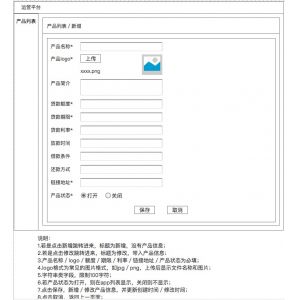 运营平台
产品列表
产品列表 / 新增
产品名称*
产品logo*
上传
xxxx.png
产品简介
贷款额度*
贷款期限*
贷款利率*
放款时间
借款条件
还款方式
链接地址*
产品状态*
打开
关闭
保存
取消
说明：
1.若是点击新增跳转进来，标题为新增，没有产品信息；
2.若是点击修改跳转进来，标题为修改，带入产品信息；
3.产品名称 / logo / 额度 / 期限 / 利率 / 链接地址 / 产品状态为必填；
4.logo格式为常见的图片格式，如jpg / png，上传后显示文件名称和图片；
5.字符串类字段，限制100字符；
6.若产品状态为打开，则在app列表显示，关闭则不显示；
7.点击保存，新增 / 修改产品信息，并更新创建时间 / 修改时间；
8.点击取消，返回上一页面；